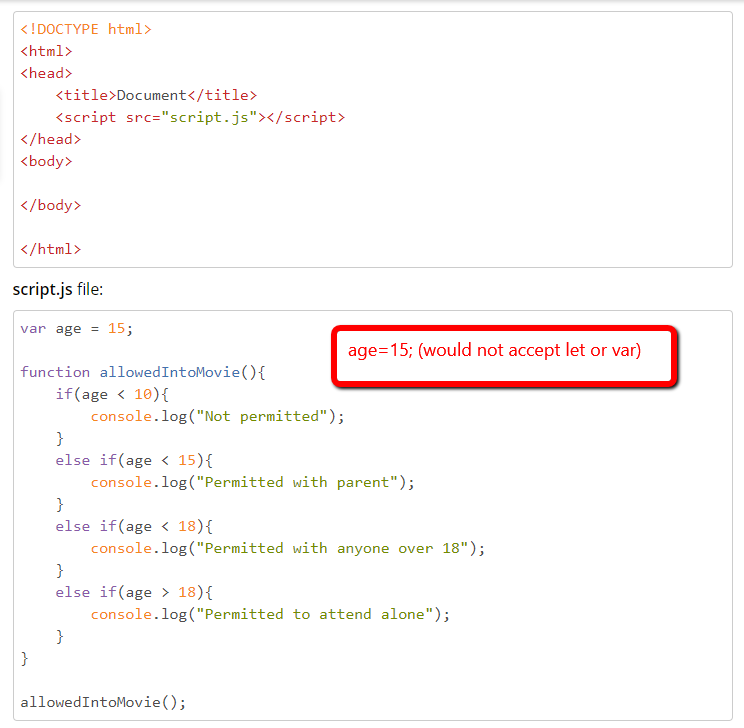 <!DOCTYPE html>
<html>
<head>
    <title>Document</title>
    <script src="script.js"></script>
</head>
<body>
</body>
</html>
script.js file:
var age = 15;
age=15; (would not accept let or var)
function allowedIntoMovie(){
    if(age < 10){
        console.log("Not permitted");
    }
    else if(age < 15){
        console.log("Permitted with parent");
    }
    else if(age < 18){
        console.log("Permitted with anyone over 18");
    }
    else if(age > 18){
        console.log("Permitted to attend alone");
    }
}
allowedIntoMovie();